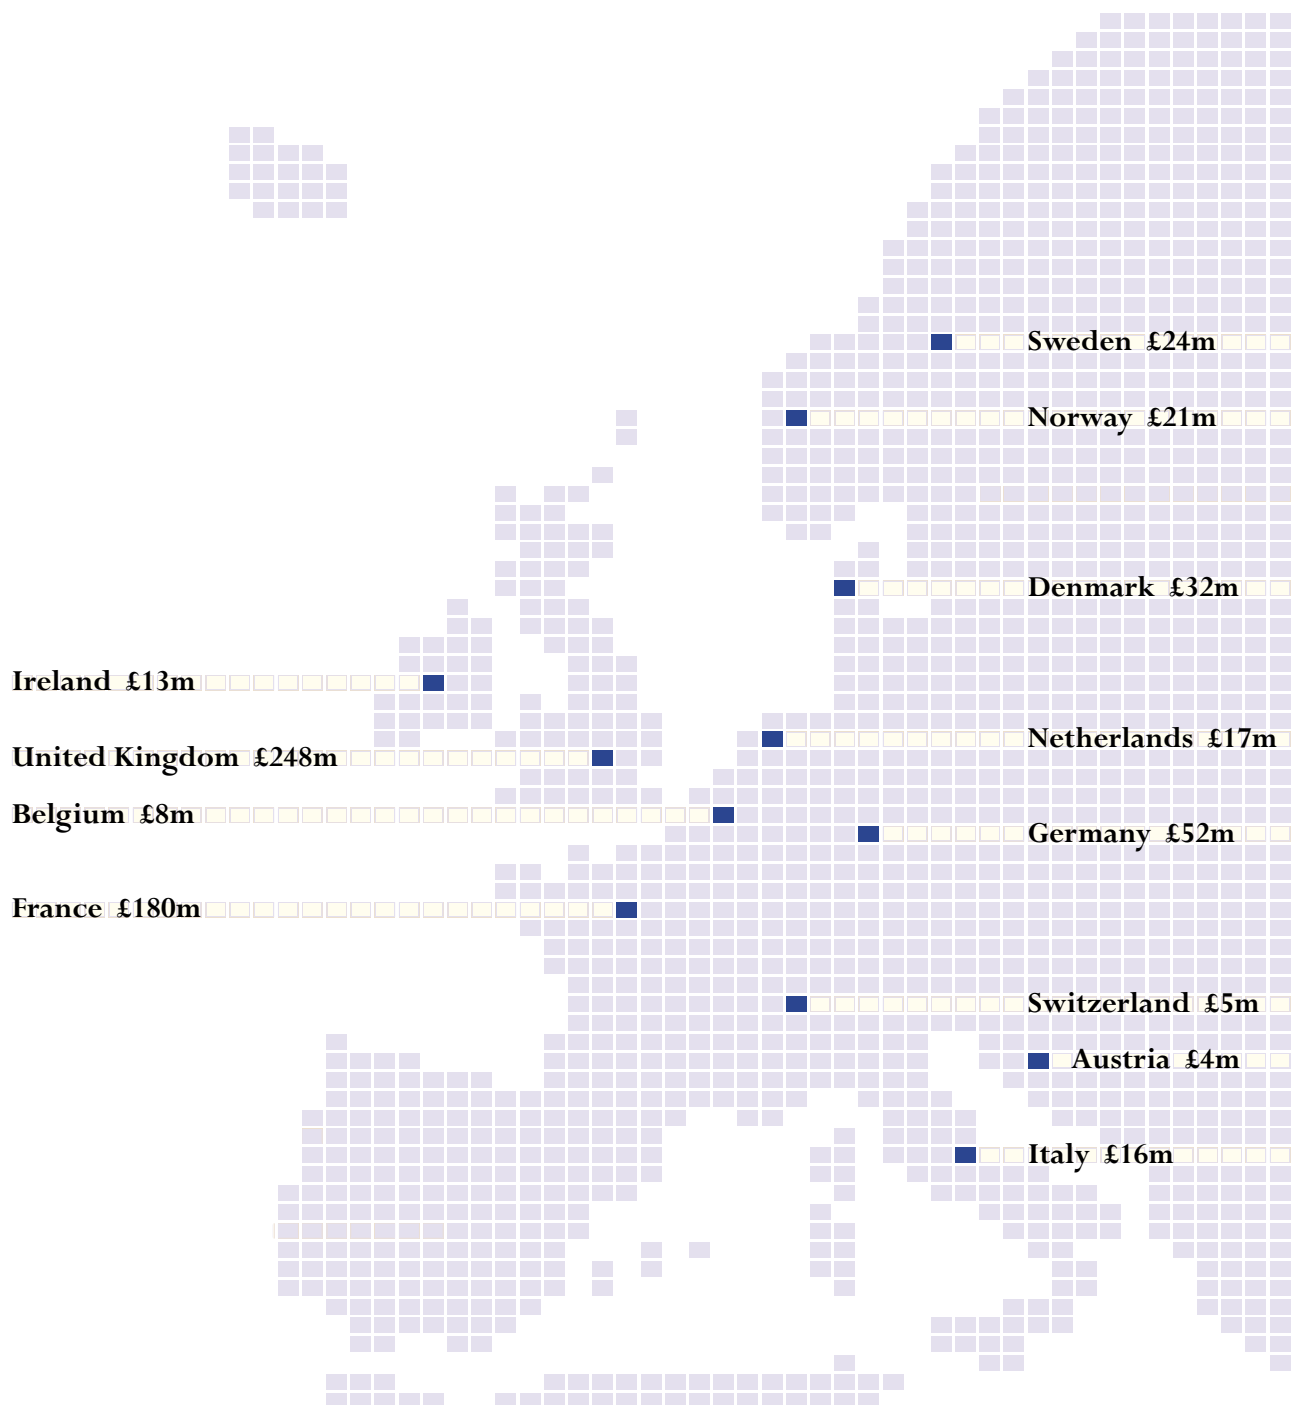 Sweden £24m
Norway £21m
Denmark £32m
Ireland £13m
Netherlands £17m
United Kingdom £248m
Belgium £8m
Germany £52m
France £180m
Switzerland £5m
Austria £4m
Italy £16m